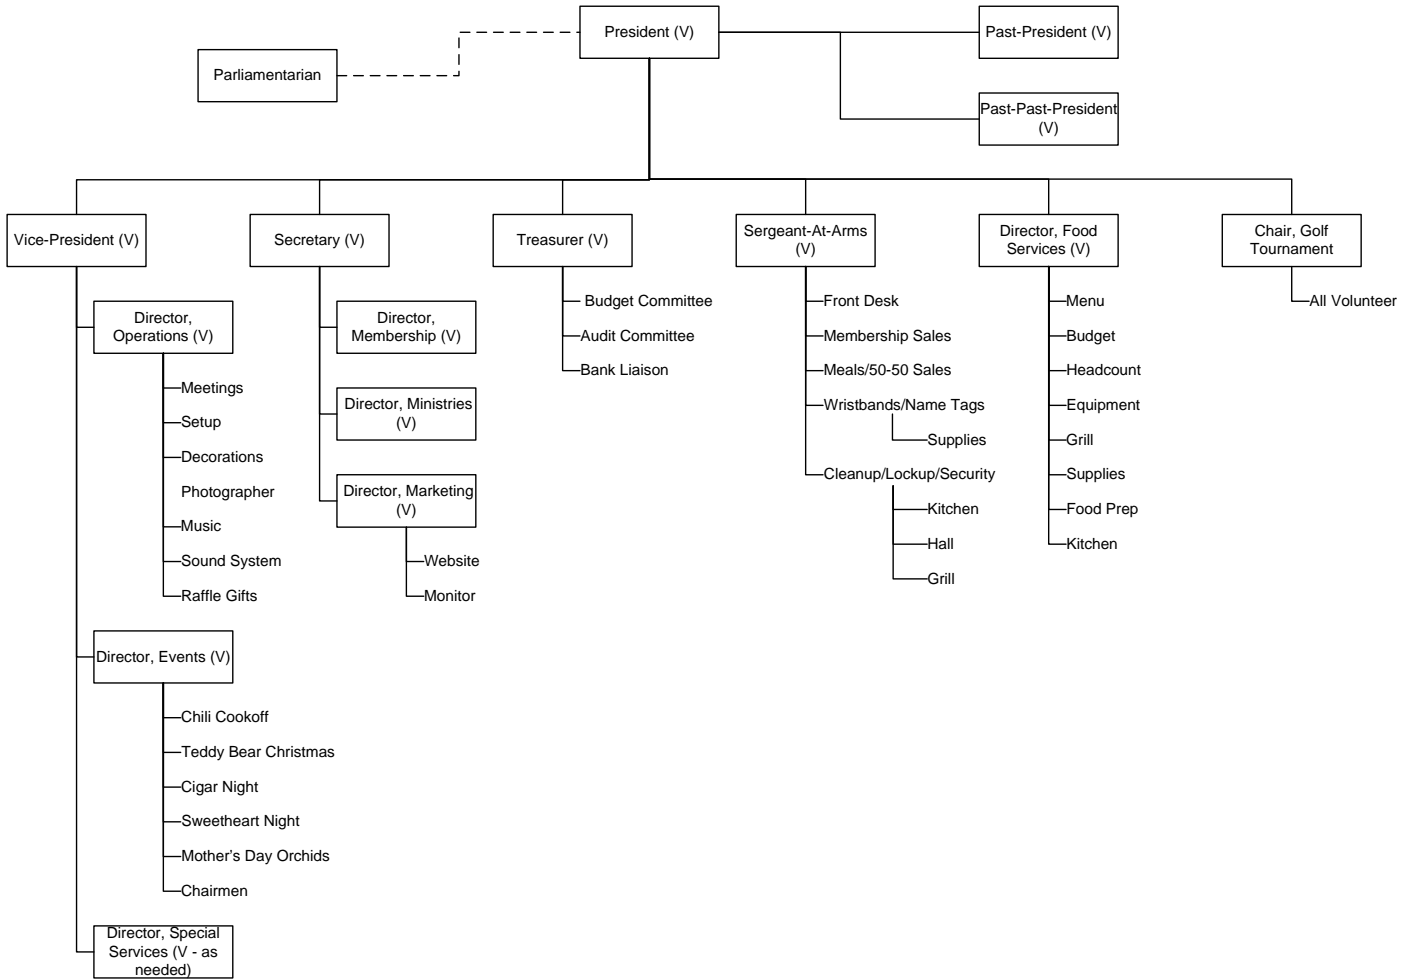 President (V)
Past-President (V)
Parliamentarian
Past-Past-President
(V)
Vice-President (V)
Secretary (V)
Treasurer (V)
Sergeant-At-Arms
(V)
Director, Food
Services (V)
Chair, Golf
Tournament
Director,
Operations (V)
Meetings
Setup
Decorations
Photographer
Music
Sound System
Raffle Gifts
Director, Events (V)
Chili Cookoff
Teddy Bear Christmas
Cigar Night
Sweetheart Night
Mother’s Day Orchids
Chairmen
Director, Special
Services (V - as
needed)
Director,
Membership (V)
Director, Ministries
(V)
Director, Marketing
(V)
Website
Monitor
Budget Committee
Audit Committee
Bank Liaison
Front Desk
Membership Sales
Meals/50-50 Sales
Wristbands/Name Tags
Supplies
Cleanup/Lockup/Security
Kitchen
Hall
Grill
Menu
Budget
Headcount
Equipment
Grill
Supplies
Food Prep
Kitchen
All Volunteer